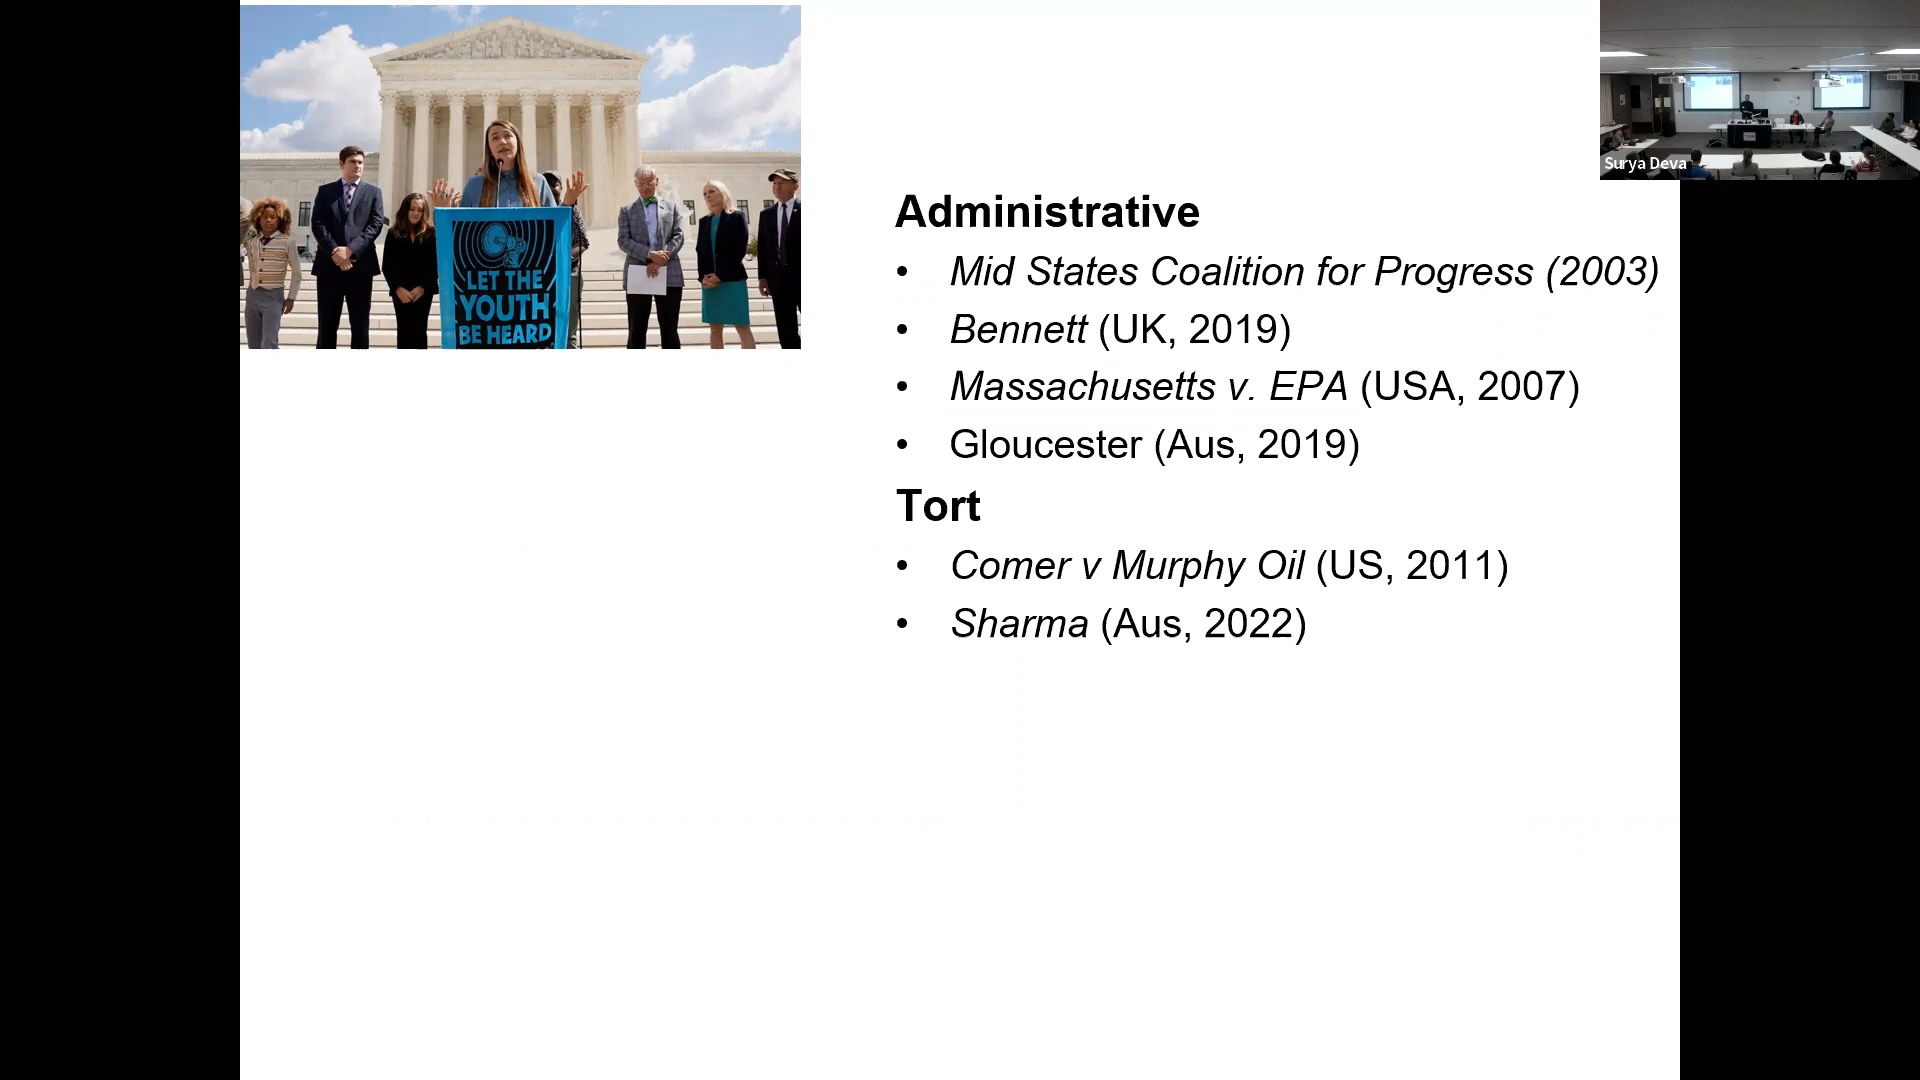 LET THE
YOUTH
BE HEARD
Surya Deva
Administrative
• Mid States Coalition for Progress (2003)
• Bennett (UK, 2019)
• Massachusetts v. EPA (USA, 2007)
• Gloucester (Aus, 2019)
Tort
• Comer v Murphy Oil (US, 2011)
• Sharma (Aus, 2022)